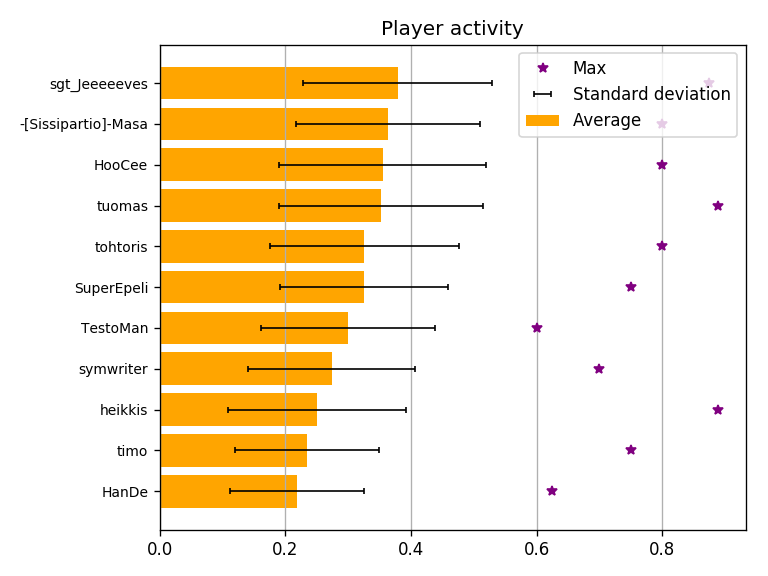 Player activity
Max
Standard deviation
Average
sgt_Jeeeeeves
-[Sissipartio]-Masa
HooCee
tuomas
tohtoris
SuperEpeli
TestoMan
symwriter
heikkis
timo
HanDe
0.0 0.2 0.4 0.6 0.8